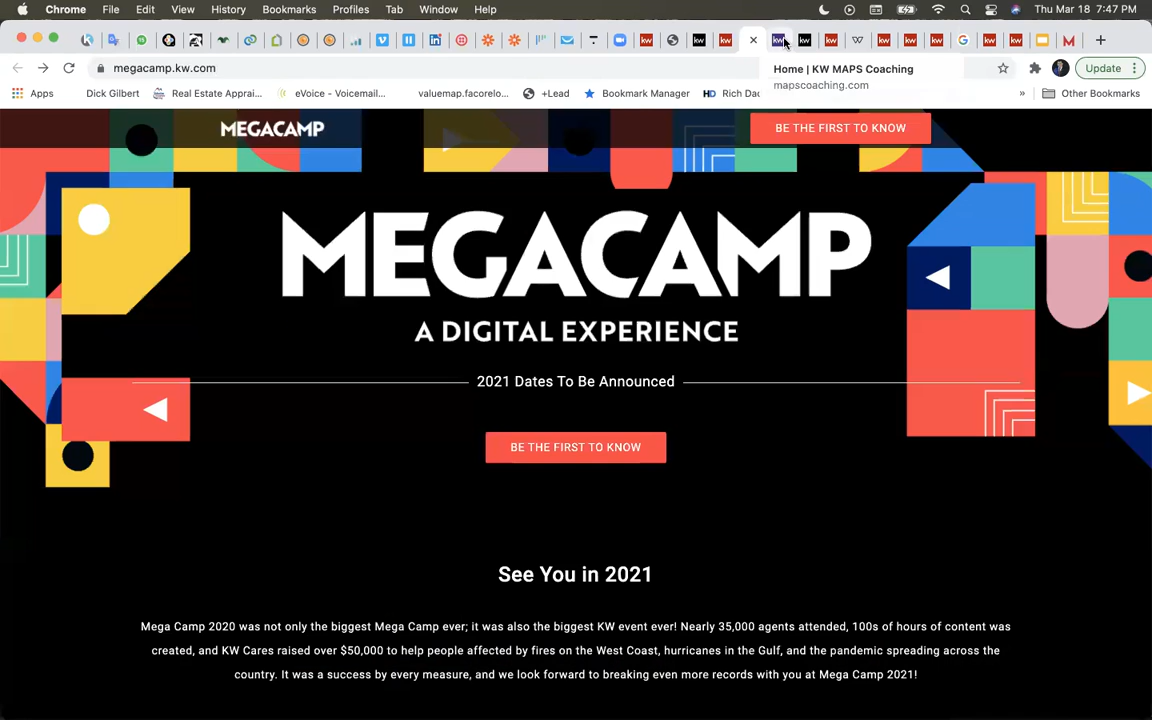 Chrome File Edit View History Bookmarks Profiles Tab Window Help Thu Mar 18 7:47 PM
megacamp.kw.com Update
Home | KW MAPS Coaching
mapscoaching.com
Apps Dick Gilbert Real Estate Apprai... eVoice - Voicemail... valuemap.facorelo... +Lead Bookmark Manager HD Rich Dad » Other Bookmarks
MEGACAMP BE THE FIRST TO KNOW
MEGACAMP
A DIGITAL EXPERIENCE
2021 Dates To Be Announced
BE THE FIRST TO KNOW
See You in 2021
Mega Camp 2020 was not only the biggest Mega Camp ever; it was also the biggest KW event ever! Nearly 35,000 agents attended, 100s of hours of content was
created, and KW Cares raised over $50,000 to help people affected by fires on the West Coast, hurricanes in the Gulf, and the pandemic spreading across the
country. It was a success by every measure, and we look forward to breaking even more records with you at Mega Camp 2021!